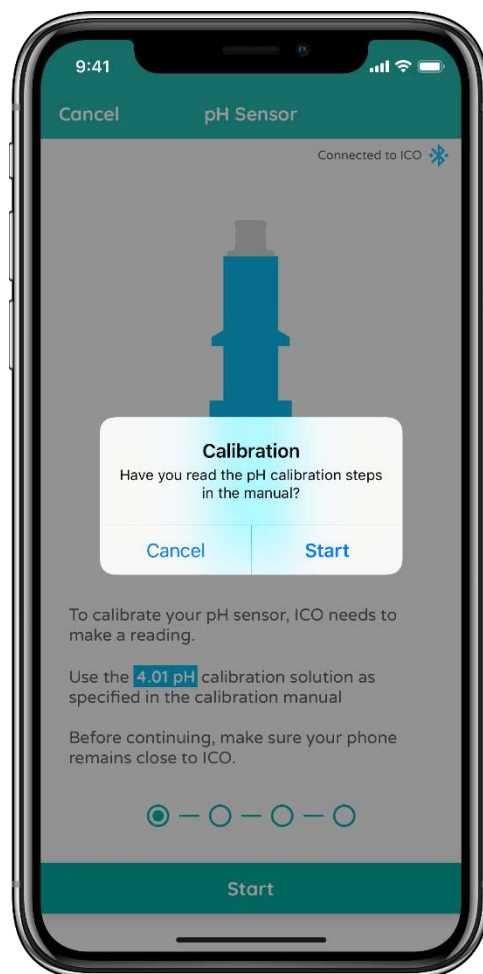 9:41
Cancel pH Sensor
Connected to ICO
Calibration
Have you read the pH calibration steps
in the manual?
Cancel Start
To calibrate your pH sensor, ICO needs to
make a reading.
Use the 4.01 pH calibration solution as
specified in the calibration manual
Before continuing, make sure your phone
remains close to ICO.
Start